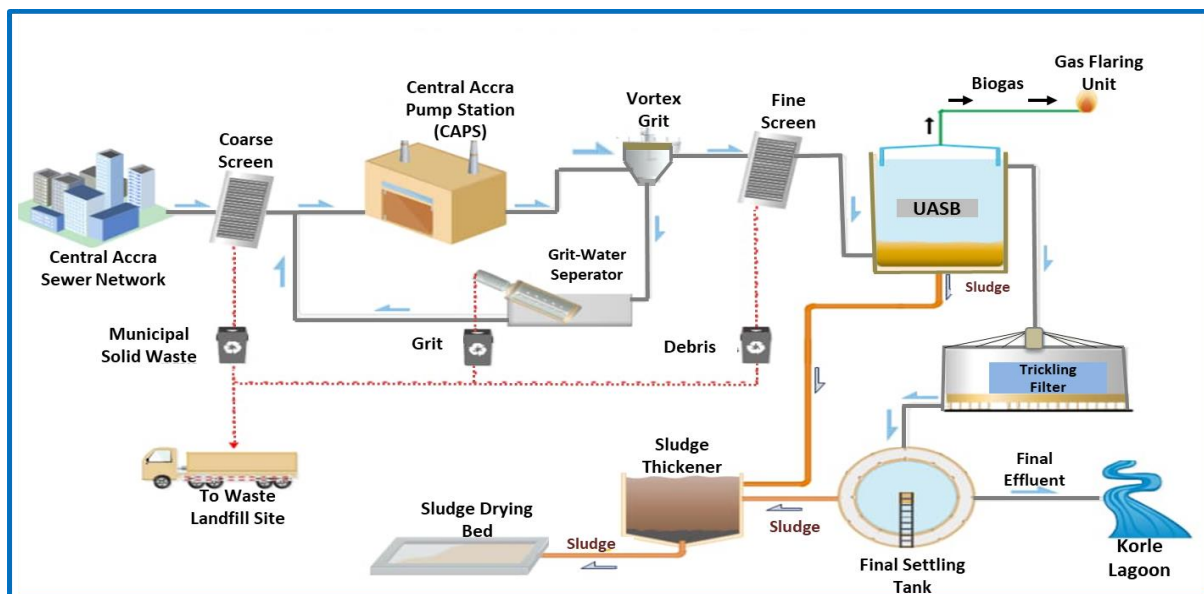 Central Accra
Sewer Network
Coarse
Screen
Central Accra
Pump Station
(CAPS)
Vortex
Grit
Fine
Screen
Biogas
Gas Flaring
Unit
UASB
Sludge
Grit-Water
Seperator
Municipal
Solid Waste
Grit
Debris
To Waste
Landfill Site
Trickling
Filter
Sludge
Thickener
Final
Effluent
Sludge
Sludge Drying
Bed
Sludge
Final Settling
Tank
Korle
Lagoon